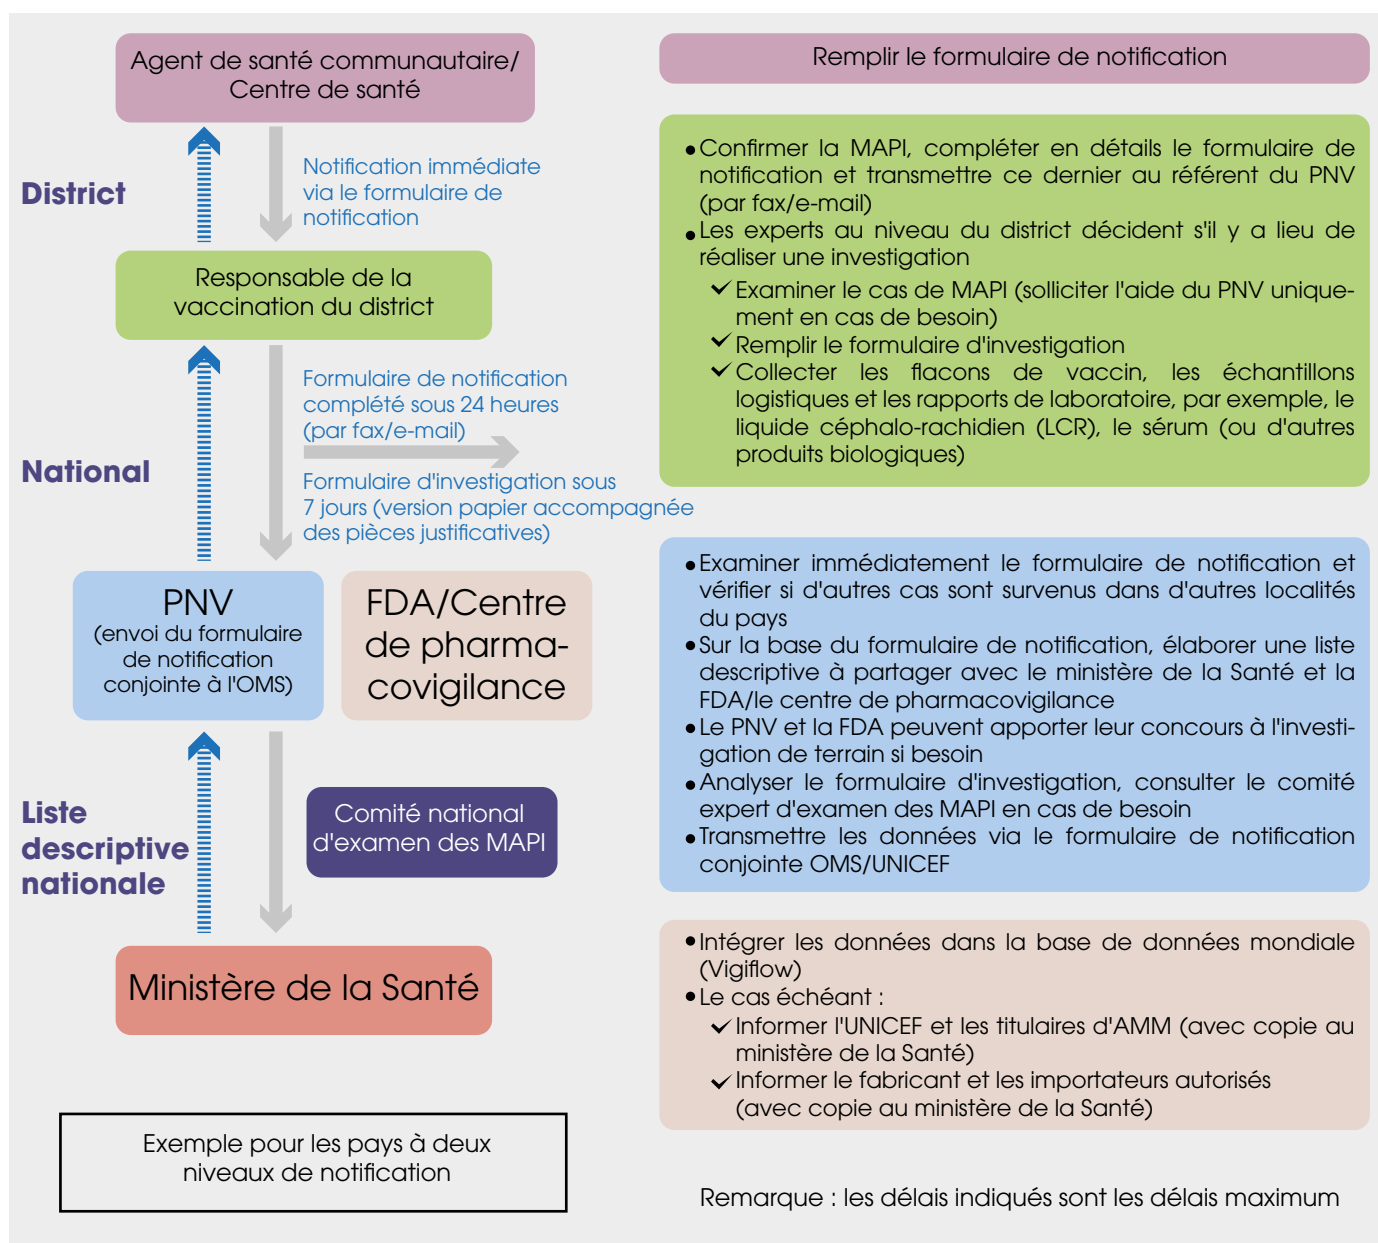 Agent de santé communautaire/
Centre de santé
District
Notification immédiate
via le formulaire de
notification
Responsable de la
vaccination du district
National
Formulaire de notification
complété sous 24 heures
(par fax/e-mail)
Formulaire d'investigation sous
7 jours (version papier accompagnée
des pièces justificatives)
PNV
(envoi du formulaire
de notification
conjointe à l'OMS)
FDA/Centre
de pharma-
covigilance
Liste
descriptive
nationale
Comité national
d'examen des MAPI
Ministère de la Santé
Exemple pour les pays à deux
niveaux de notification
Remplir le formulaire de notification
• Confirmer la MAPI, compléter en détails le formulaire de
notification et transmettre ce dernier au référent du PNV
(par fax/e-mail)
• Les experts au niveau du district décident s'il y a lieu de
réaliser une investigation
✓ Examiner le cas de MAPI (solliciter l'aide du PNV unique-
ment en cas de besoin)
✓ Remplir le formulaire d'investigation
✓ Collecter les flacons de vaccin, les échantillons
logistiques et les rapports de laboratoire, par exemple, le
liquide céphalo-rachidien (LCR), le sérum (ou d'autres
produits biologiques)
• Examiner immédiatement le formulaire de notification et
vérifier si d'autres cas sont survenus dans d'autres localités
du pays
• Sur la base du formulaire de notification, élaborer une liste
descriptive à partager avec le ministère de la Santé et la
FDA/le centre de pharmacovigilance
• Le PNV et la FDA peuvent apporter leur concours à l'investi-
gation de terrain si besoin
• Analyser le formulaire d'investigation, consulter le comité
expert d'examen des MAPI en cas de besoin
• Transmettre les données via le formulaire de notification
conjointe OMS/UNICEF
• Intégrer les données dans la base de données mondiale
(Vigiflow)
• Le cas échéant :
✓ Informer l'UNICEF et les titulaires d'AMM (avec copie au
ministère de la Santé)
✓ Informer le fabricant et les importateurs autorisés
(avec copie au ministère de la Santé)
Remarque : les délais indiqués sont les délais maximum